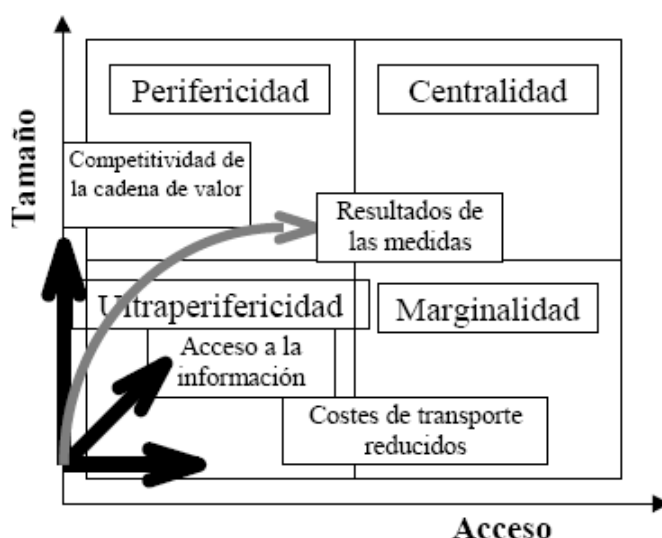 Tamaño
Perifericidad
Centralidad
Competitividad de
la cadena de valor
Resultados de
las medidas
Ultraperifericidad
Marginalidad
Acceso a la
información
Costes de transporte
reducidos
Acceso